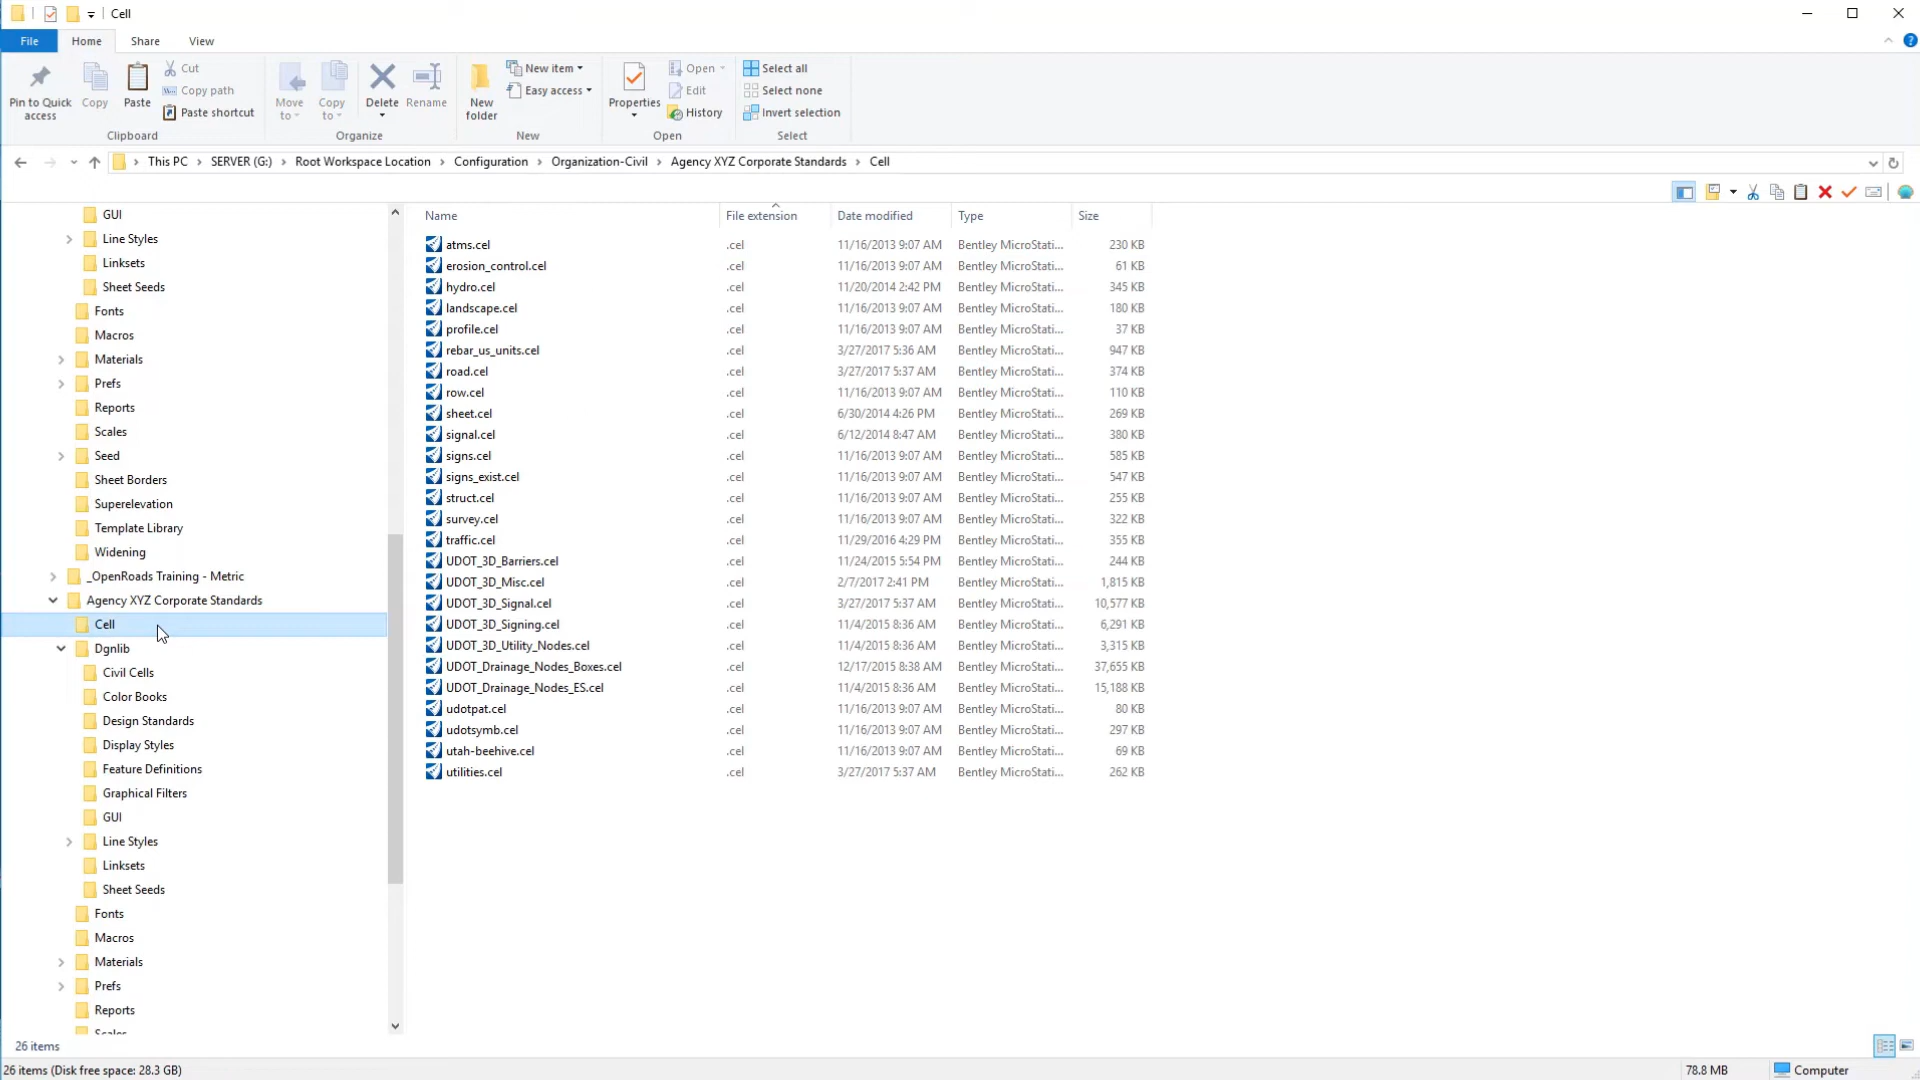 Cell
File Home Share View
Pin to Quick access
Copy
Paste
Cut
Copy path
Paste shortcut
Clipboard
Move to
Copy to
Delete
Rename
Organize
New folder
New item
Easy access
New
Properties
Open
Edit
History
Open
Select all
Select none
Invert selection
Select
This PC > SERVER (G:) > Root Workspace Location > Configuration > Organization-Civil > Agency XYZ Corporate Standards > Cell
GUI
Line Styles
Linksets
Sheet Seeds
Fonts
Macros
Materials
Prefs
Reports
Scales
Seed
Sheet Borders
Superelevation
Template Library
Widening
_OpenRoads Training - Metric
Agency XYZ Corporate Standards
Cell
Dgnlib
Civil Cells
Color Books
Design Standards
Display Styles
Feature Definitions
Graphical Filters
GUI
Line Styles
Linksets
Sheet Seeds
Fonts
Macros
Materials
Prefs
Reports
Scales
Name File extension Date modified Type Size
atms.cel .cel 11/16/2013 9:07 AM Bentley MicroStati... 230 KB
erosion_control.cel .cel 11/16/2013 9:07 AM Bentley MicroStati... 61 KB
hydro.cel .cel 11/20/2014 2:42 PM Bentley MicroStati... 345 KB
landscape.cel .cel 11/16/2013 9:07 AM Bentley MicroStati... 180 KB
profile.cel .cel 11/16/2013 9:07 AM Bentley MicroStati... 37 KB
rebar_us_units.cel .cel 3/27/2017 5:36 AM Bentley MicroStati... 947 KB
road.cel .cel 3/27/2017 5:37 AM Bentley MicroStati... 374 KB
row.cel .cel 11/16/2013 9:07 AM Bentley MicroStati... 110 KB
sheet.cel .cel 6/30/2014 4:26 PM Bentley MicroStati... 269 KB
signal.cel .cel 6/12/2014 8:47 AM Bentley MicroStati... 380 KB
signs.cel .cel 11/16/2013 9:07 AM Bentley MicroStati... 585 KB
signs_exist.cel .cel 11/16/2013 9:07 AM Bentley MicroStati... 547 KB
struct.cel .cel 11/16/2013 9:07 AM Bentley MicroStati... 255 KB
survey.cel .cel 11/16/2013 9:07 AM Bentley MicroStati... 322 KB
traffic.cel .cel 11/29/2016 4:29 PM Bentley MicroStati... 355 KB
UDOT_3D_Barriers.cel .cel 11/24/2015 5:54 PM Bentley MicroStati... 244 KB
UDOT_3D_Misc.cel .cel 2/7/2017 2:41 PM Bentley MicroStati... 1,815 KB
UDOT_3D_Signal.cel .cel 3/27/2017 5:37 AM Bentley MicroStati... 10,577 KB
UDOT_3D_Signing.cel .cel 11/4/2015 8:36 AM Bentley MicroStati... 6,291 KB
UDOT_3D_Utility_Nodes.cel .cel 11/4/2015 8:36 AM Bentley MicroStati... 3,315 KB
UDOT_Drainage_Nodes_Boxes.cel .cel 12/17/2015 8:38 AM Bentley MicroStati... 37,655 KB
UDOT_Drainage_Nodes_ES.cel .cel 11/4/2015 8:36 AM Bentley MicroStati... 15,188 KB
udotpat.cel .cel 11/16/2013 9:07 AM Bentley MicroStati... 80 KB
udotsymb.cel .cel 11/16/2013 9:07 AM Bentley MicroStati... 297 KB
utah-beehive.cel .cel 11/16/2013 9:07 AM Bentley MicroStati... 69 KB
utilities.cel .cel 3/27/2017 5:37 AM Bentley MicroStati... 262 KB
26 items
26 items (Disk free space: 28.3 GB) 78.8 MB Computer